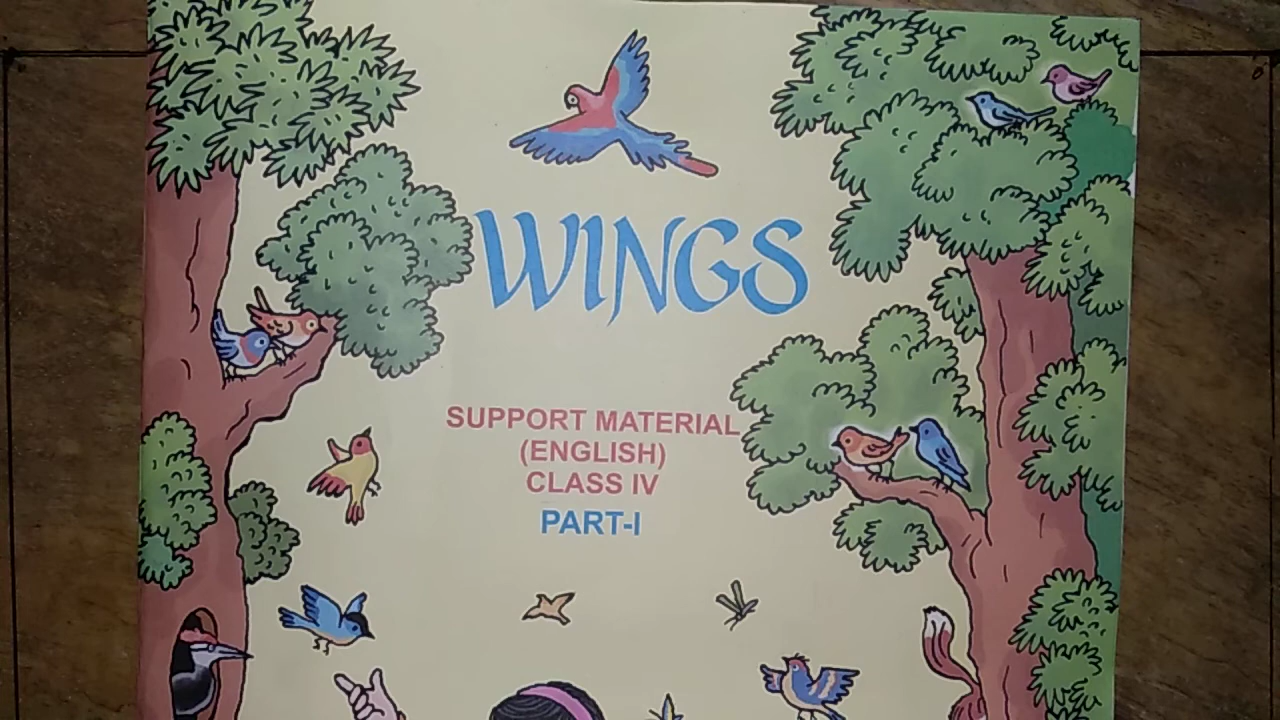 WINGS
SUPPORT MATERIAL
(ENGLISH)
CLASS IV
PART-I